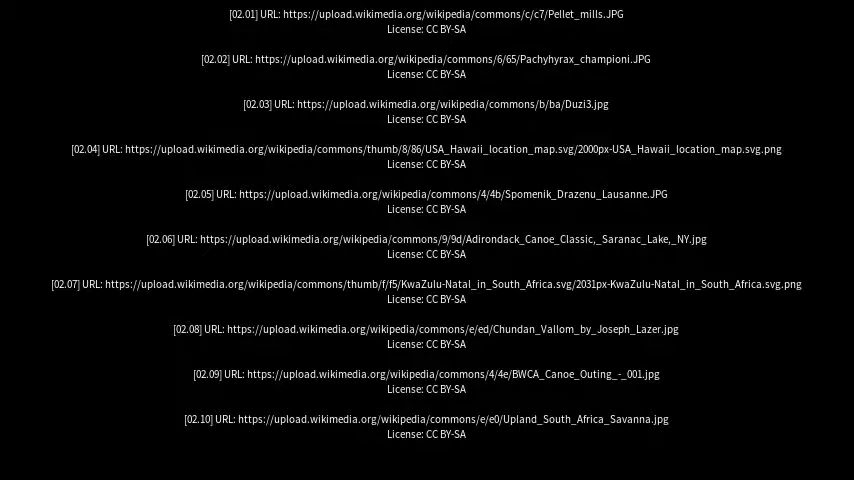 [02.01] URL: https://upload.wikimedia.org/wikipedia/commons/c/c7/Pellet_mills.JPG
License: CC BY-SA
[02.02] URL: https://upload.wikimedia.org/wikipedia/commons/6/65/Pachyhyrax_championi.JPG
License: CC BY-SA
[02.03] URL: https://upload.wikimedia.org/wikipedia/commons/b/ba/Duzi3.jpg
License: CC BY-SA
[02.04] URL: https://upload.wikimedia.org/wikipedia/commons/thumb/8/86/USA_Hawaii_location_map.svg/2000px-USA_Hawaii_location_map.svg.png
License: CC BY-SA
[02.05] URL: https://upload.wikimedia.org/wikipedia/commons/4/4b/Spomenik_Drazenu_Lausanne.JPG
License: CC BY-SA
[02.06] URL: https://upload.wikimedia.org/wikipedia/commons/9/9d/Adirondack_Canoe_Classic,_Saranac_Lake,_NY.jpg
License: CC BY-SA
[02.07] URL: https://upload.wikimedia.org/wikipedia/commons/thumb/f/f5/KwaZulu-Natal_in_South_Africa.svg/2031px-KwaZulu-Natal_in_South_Africa.svg.png
License: CC BY-SA
[02.08] URL: https://upload.wikimedia.org/wikipedia/commons/e/ed/Chundan_Vallom_by_Joseph_Lazer.jpg
License: CC BY-SA
[02.09] URL: https://upload.wikimedia.org/wikipedia/commons/4/4e/BWCA_Canoe_Outing_-_001.jpg
License: CC BY-SA
[02.10] URL: https://upload.wikimedia.org/wikipedia/commons/e/e0/Upland_South_Africa_Savanna.jpg
License: CC BY-SA